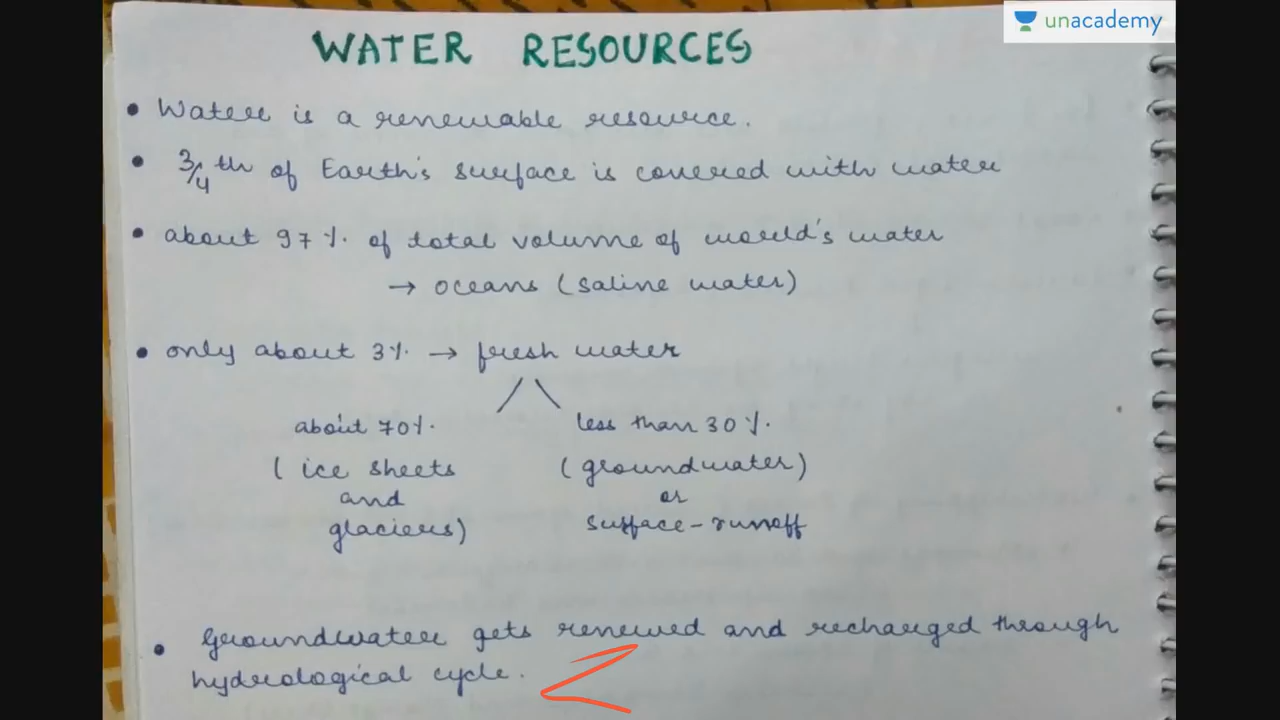 unacademy
WATER RESOURCES
• Water is a renewable resource.
• 3/4th of Earth's surface is covered with water
• about 97%. of total volume of world's water
→ oceans (saline water)
• only about 3%. → fresh water
about 70%.
(ice sheets
and
glaciers)
less than 30%.
(groundwater)
or
surface-runoff
• Groundwater gets renewed and recharged through
hydrological cycle.